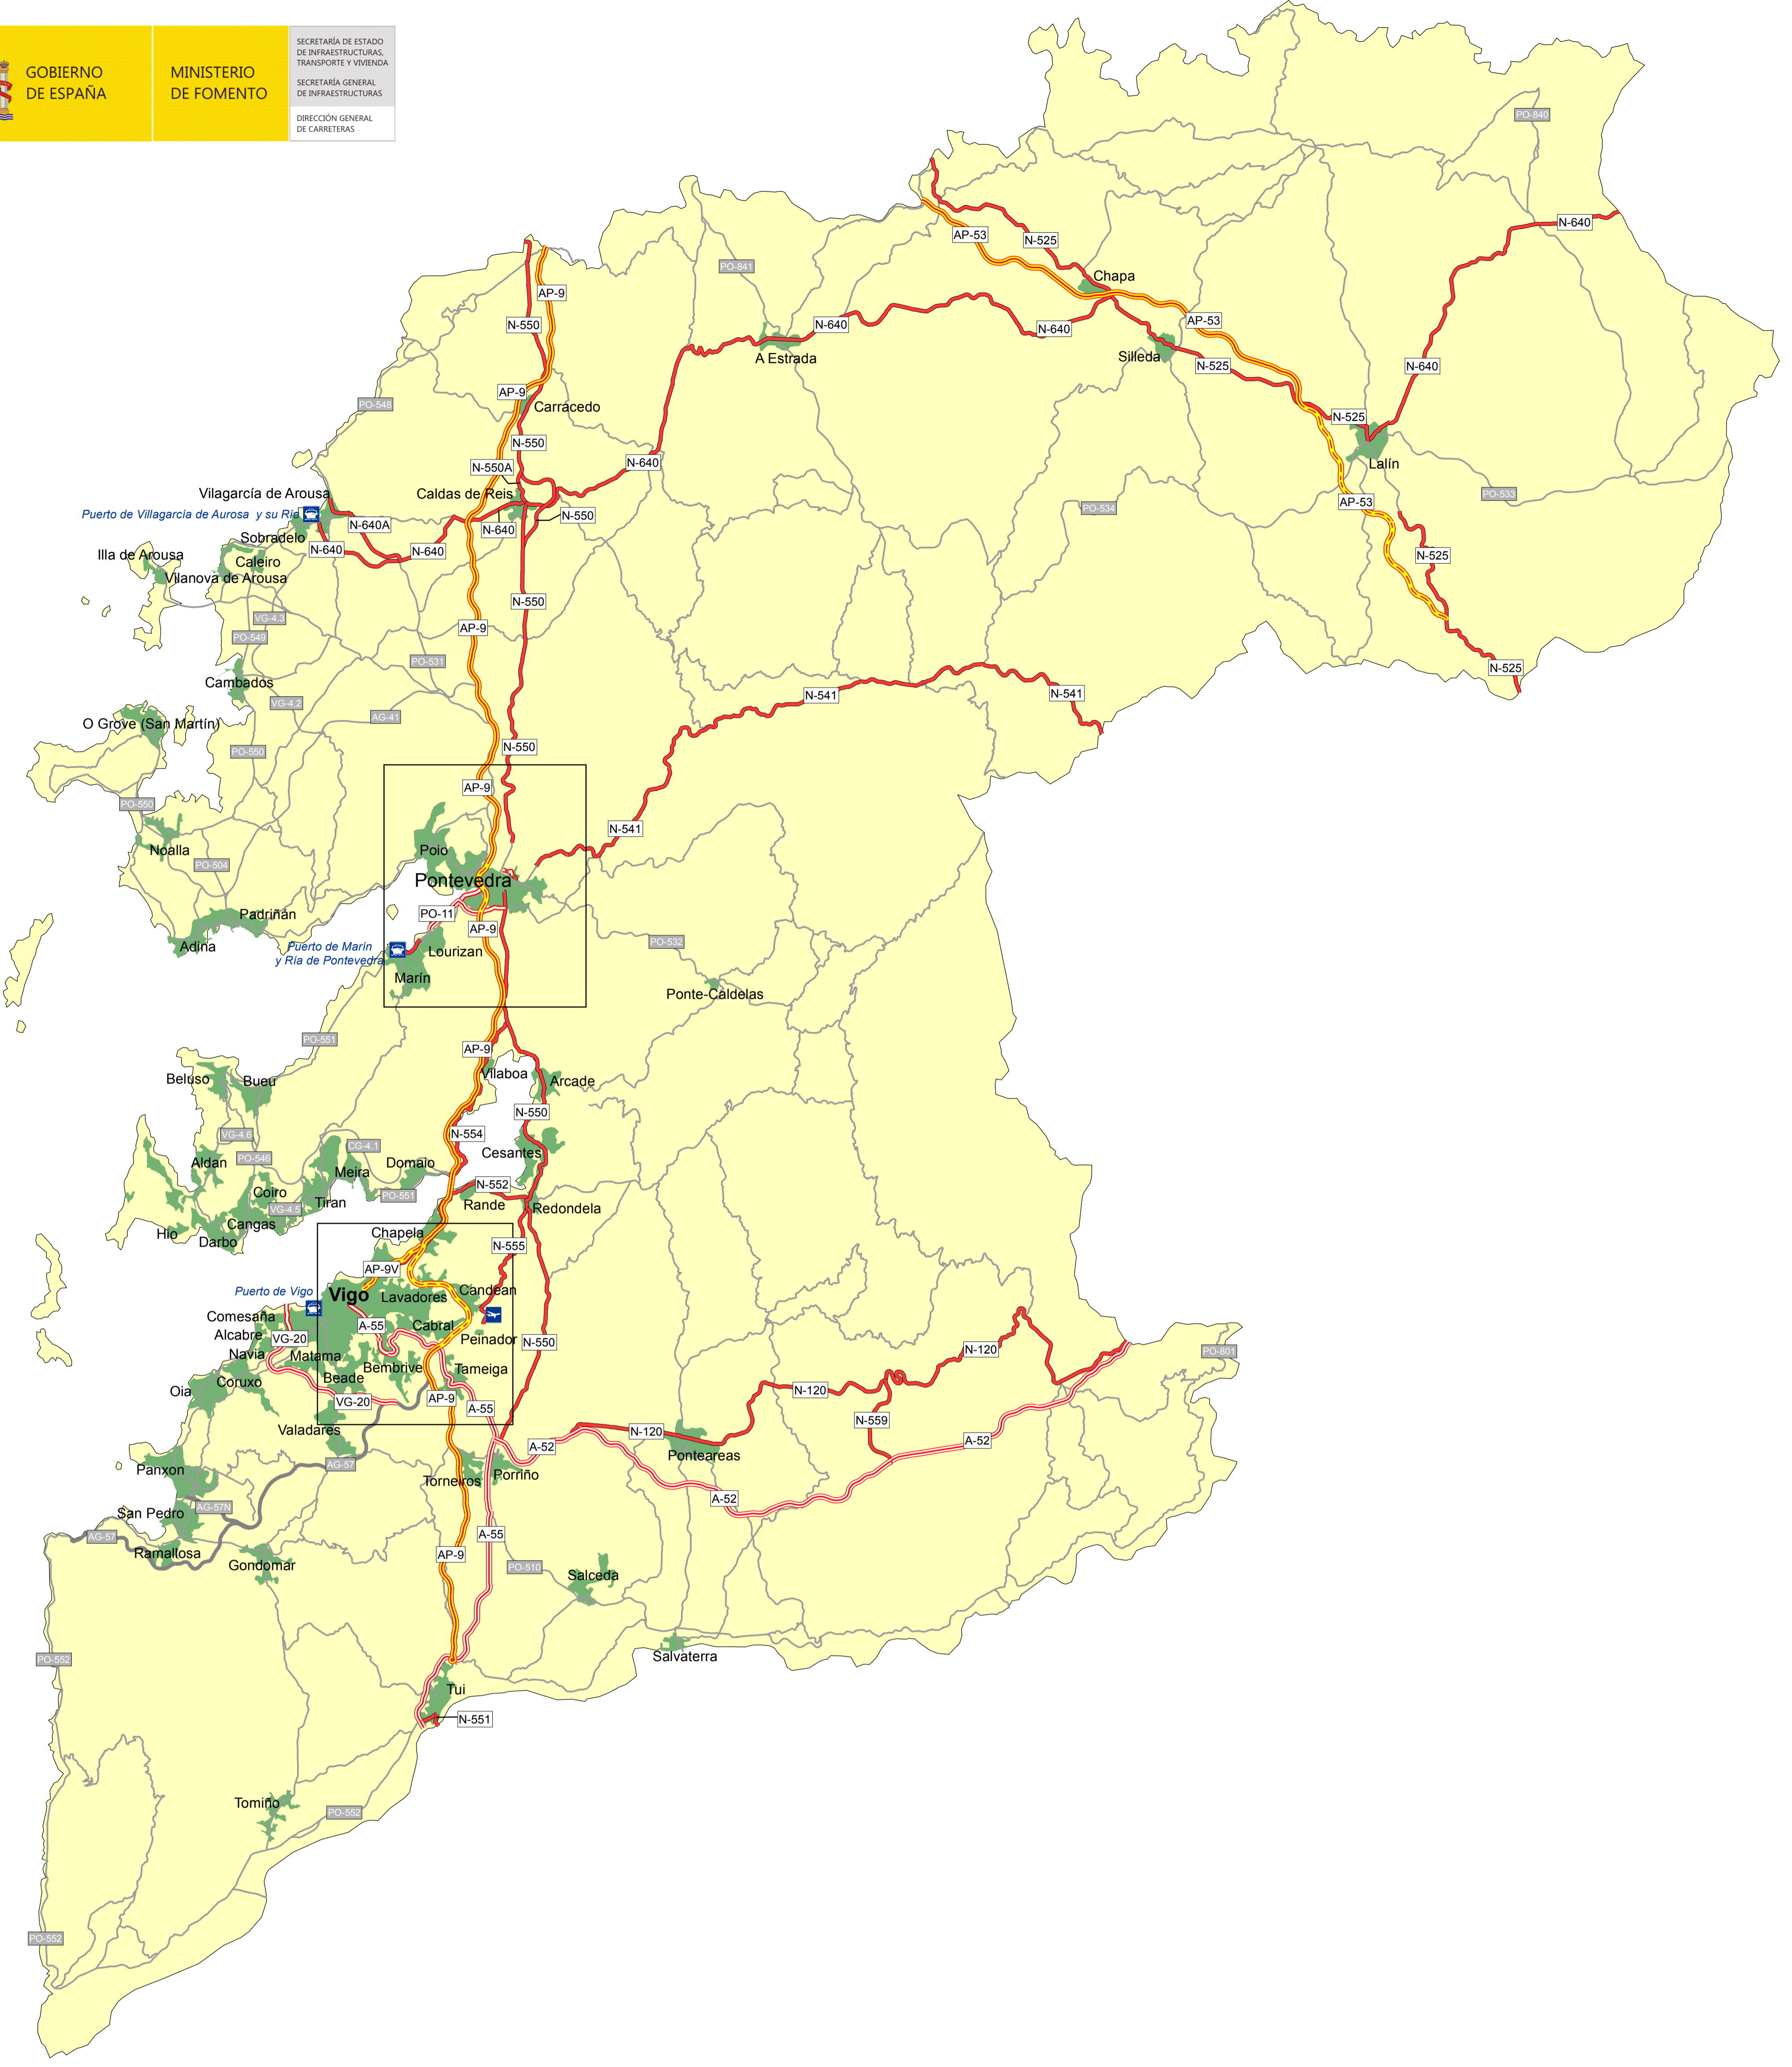 GOBIERNO
DE ESPAÑA
MINISTERIO
DE FOMENTO
SECRETARÍA DE ESTADO
DE INFRAESTRUCTURAS,
TRANSPORTE Y VIVIENDA
SECRETARÍA GENERAL
DE INFRAESTRUCTURAS
DIRECCIÓN GENERAL
DE CARRETERAS
PO-840
N-640
AP-53
N-525
PO-841
Chapa
AP-9
N-550
N-640
N-640
AP-53
A Estrada
Silleda
N-525
N-640
AP-9
PO-548
Carracedo
N-525
N-550
N-640
Lalín
N-550A
Vilagarcía de Arousa
Caldas de Reis
PO-533
AP-53
PO-534
Puerto de Villagarcia de Aurosa y su Ria
N-550
N-640A
N-640
Sobradelo
N-640
N-640
Illa de Arousa
Caleiro
N-525
Vilanova de Arousa
N-550
VG-4.3
AP-9
PO-549
PO-531
N-525
Cambados
N-541
N-541
VG-4.2
AG-41
O Grove (San Martín)
N-550
PO-550
AP-9
PO-550
N-541
Noalla
Poio
PO-504
Pontevedra
Padriñán
PO-11
AP-9
Adina
Puerto de Marín
y Ría de Pontevedra
Lourizan
PO-532
Marín
Ponte-Caldelas
PO-551
AP-9
Vilaboa
Beluso
Bueu
Arcade
N-550
VG-4.6
N-554
CG-4.1
Cesantes
PO-546
Aldan
Meira
Domaio
N-552
Coiro
PO-551
Tiran
Rande
VG-4.5
Redondela
Cangas
Hio
Darbo
Chapela
N-555
AP-9V
Puerto de Vigo
Vigo
Lavadores
Candean
Comesaña
A-55
Cabral
Alcabre
VG-20
Peinador
N-550
Navia
Matama
N-120
PO-801
Bembrive
Tameiga
Beade
Coruxo
Oia
N-120
VG-20
AP-9
A-55
N-559
Valadares
N-120
A-52
A-52
Ponteareas
AG-57
Panxon
Torneiros
Porriño
A-52
AG-57N
San Pedro
A-55
AG-57
Ramallosa
AP-9
Gondomar
PO-510
Salceda
PO-552
Salvaterra
Tui
N-551
Tomiño
PO-552
PO-552